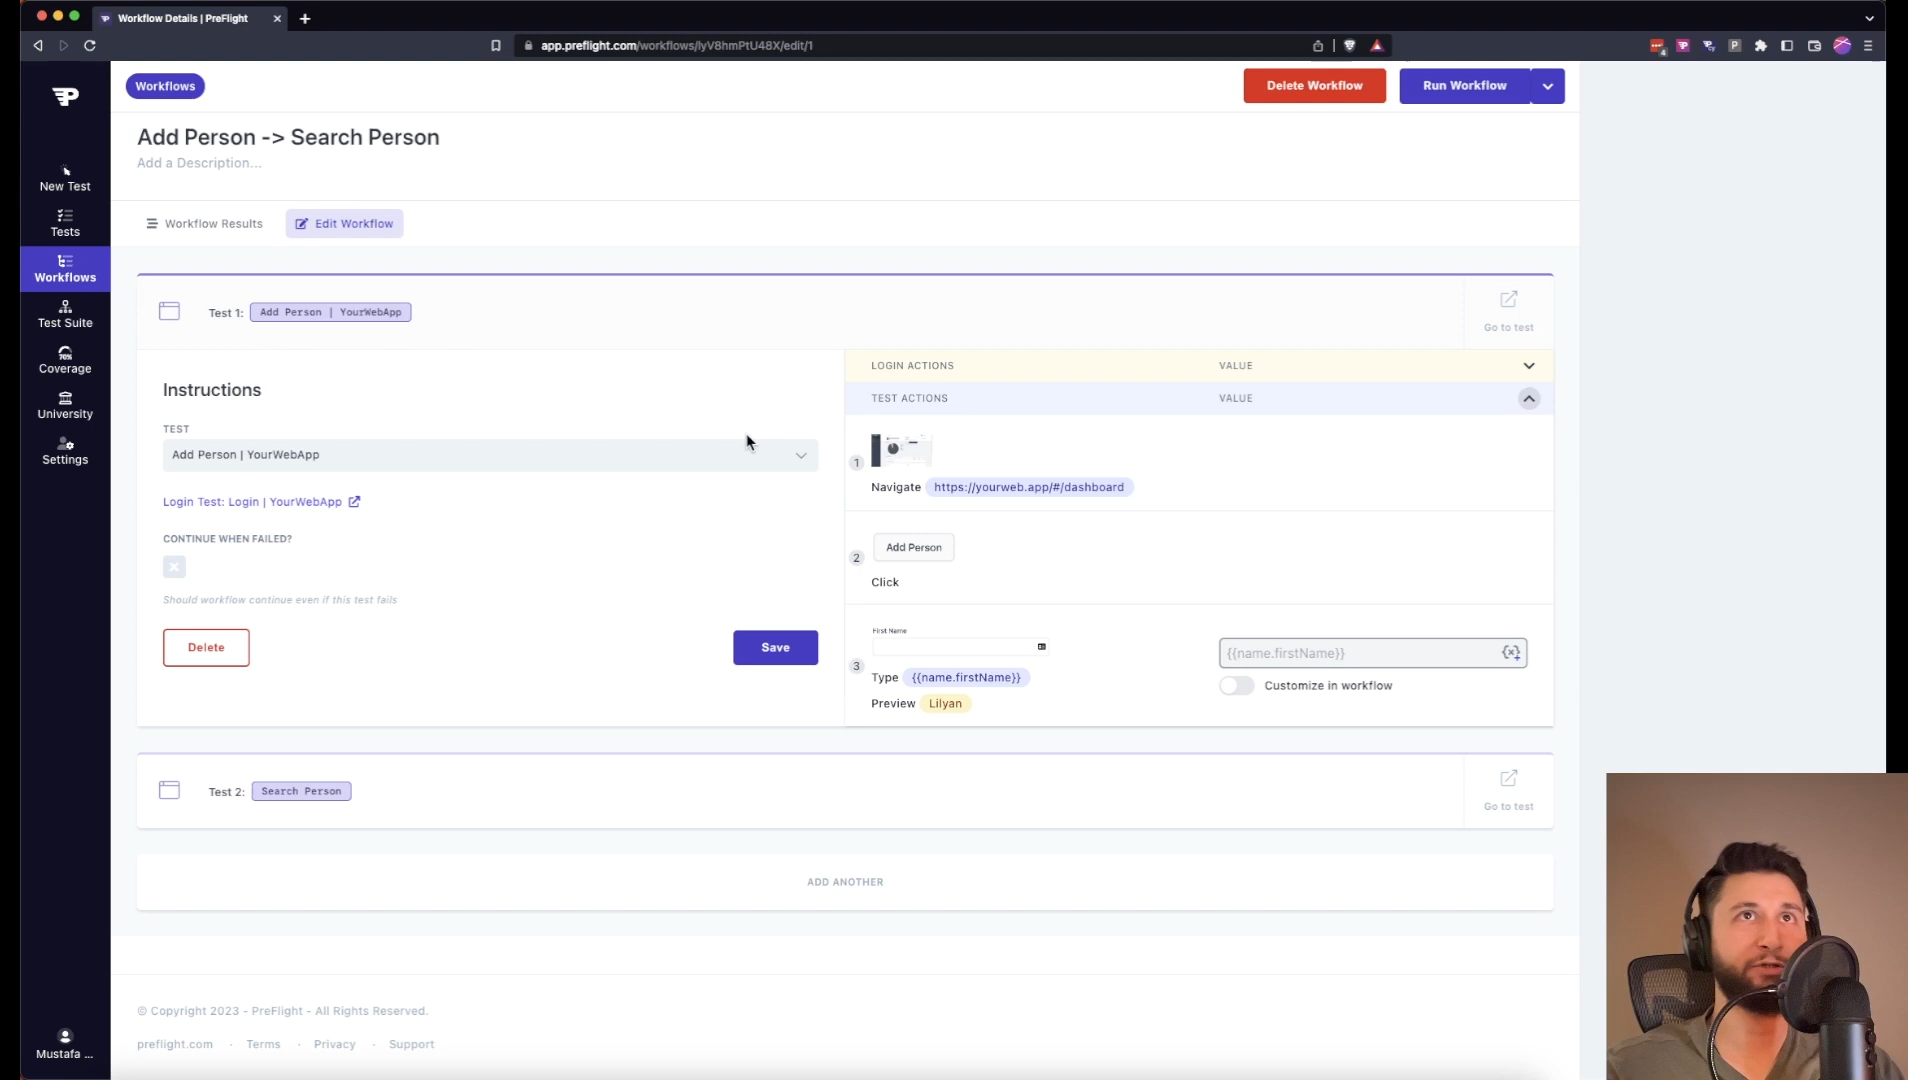 Workflow Details | PreFlight
app.preflight.com/workflows/lyV8hmPtU48X/edit/1
Workflows
Delete Workflow
Run Workflow
Add Person -> Search Person
Add a Description...
New Test
Tests
Workflows
Test Suite
Coverage
University
Settings
Mustafa ...
Workflow Results
Edit Workflow
Test 1: Add Person | YourWebApp
Go to test
Instructions
TEST
Add Person | YourWebApp
Login Test: Login | YourWebApp
CONTINUE WHEN FAILED?
Should workflow continue even if this test fails
Delete
Save
LOGIN ACTIONS VALUE
TEST ACTIONS VALUE
1
Navigate https://yourweb.app/#/dashboard
2
Add Person
Click
3
First Name
Type {{name.firstName}}
Preview Lilyan
{{name.firstName}}
Customize in workflow
Test 2: Search Person
Go to test
ADD ANOTHER
© Copyright 2023 - PreFlight - All Rights Reserved.
preflight.com · Terms · Privacy · Support